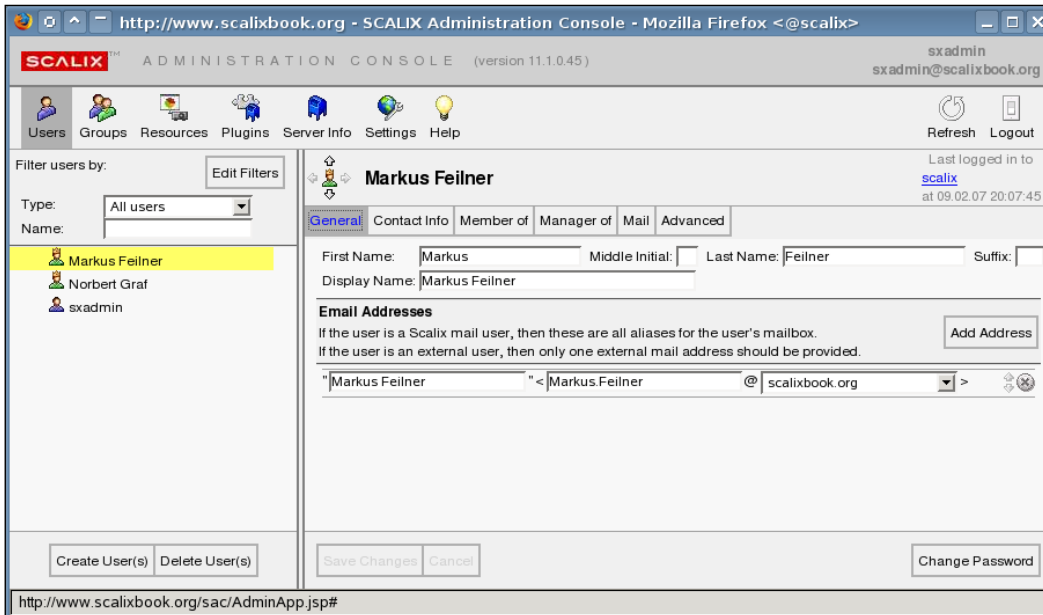 http://www.scalixbook.org - SCALIX Administration Console - Mozilla Firefox <@scalix>
SCALIX™ ADMINISTRATION CONSOLE (version 11.1.0.45)
sxadmin
sxadmin@scalixbook.org
Users Groups Resources Plugins Server Info Settings Help Refresh Logout
Filter users by:
Edit Filters
Type: All users
Name:
Markus Feilner
Norbert Graf
sxadmin
Create User(s) Delete User(s)
Markus Feilner
Last logged in to
scalix
at 09.02.07 20:07:45
General Contact Info Member of Manager of Mail Advanced
First Name: Markus Middle Initial: Last Name: Feilner Suffix:
Display Name: Markus Feilner
Email Addresses
If the user is a Scalix mail user, then these are all aliases for the user's mailbox.
If the user is an external user, then only one external mail address should be provided.
Add Address
"Markus Feilner "< Markus.Feilner @ scalixbook.org >
Save Changes Cancel Change Password
http://www.scalixbook.org/sac/AdminApp.jsp#